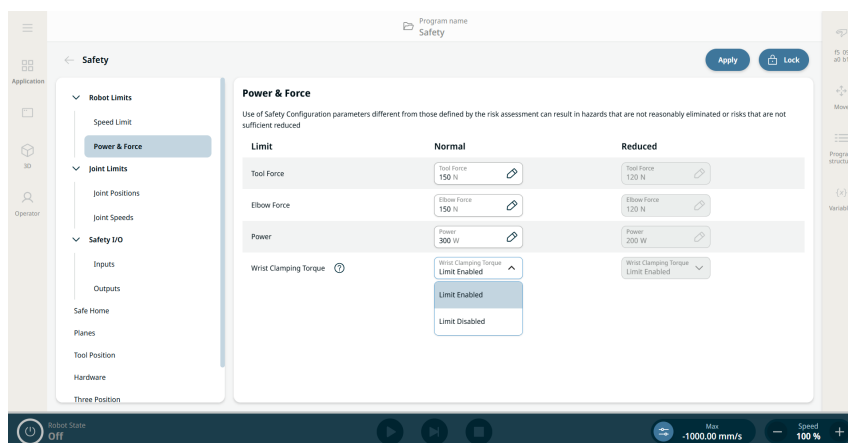 Program name
Safety
Safety
Apply
Lock
Application
3D
Operator
Robot Limits
Speed Limit
Power & Force
Joint Limits
Joint Positions
Joint Speeds
Safety I/O
Inputs
Outputs
Safe Home
Planes
Tool Position
Hardware
Three Position
Power & Force
Use of Safety Configuration parameters different from those defined by the risk assessment can result in hazards that are not reasonably eliminated or risks that are not
sufficient reduced
Limit Normal Reduced
Tool Force
Tool Force
150 N
Tool Force
120 N
Elbow Force
Elbow Force
150 N
Elbow Force
120 N
Power
Power
300 W
Power
200 W
Wrist Clamping Torque
Wrist Clamping Torque
Limit Enabled
Wrist Clamping Torque
Limit Enabled
Limit Enabled
Limit Disabled
Move
Progra
structu
{x}
Variabl
Robot State
Off
Max
-1000.00 mm/s
Speed
100 %